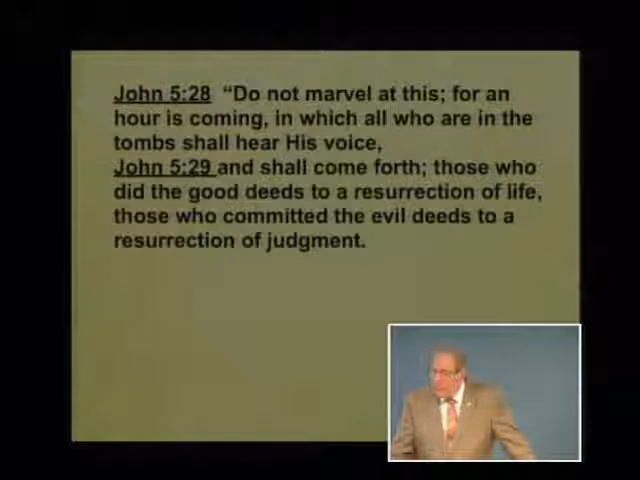 John 5:28 “Do not marvel at this; for an
hour is coming, in which all who are in the
tombs shall hear His voice,
John 5:29 and shall come forth; those who
did the good deeds to a resurrection of life,
those who committed the evil deeds to a
resurrection of judgment.